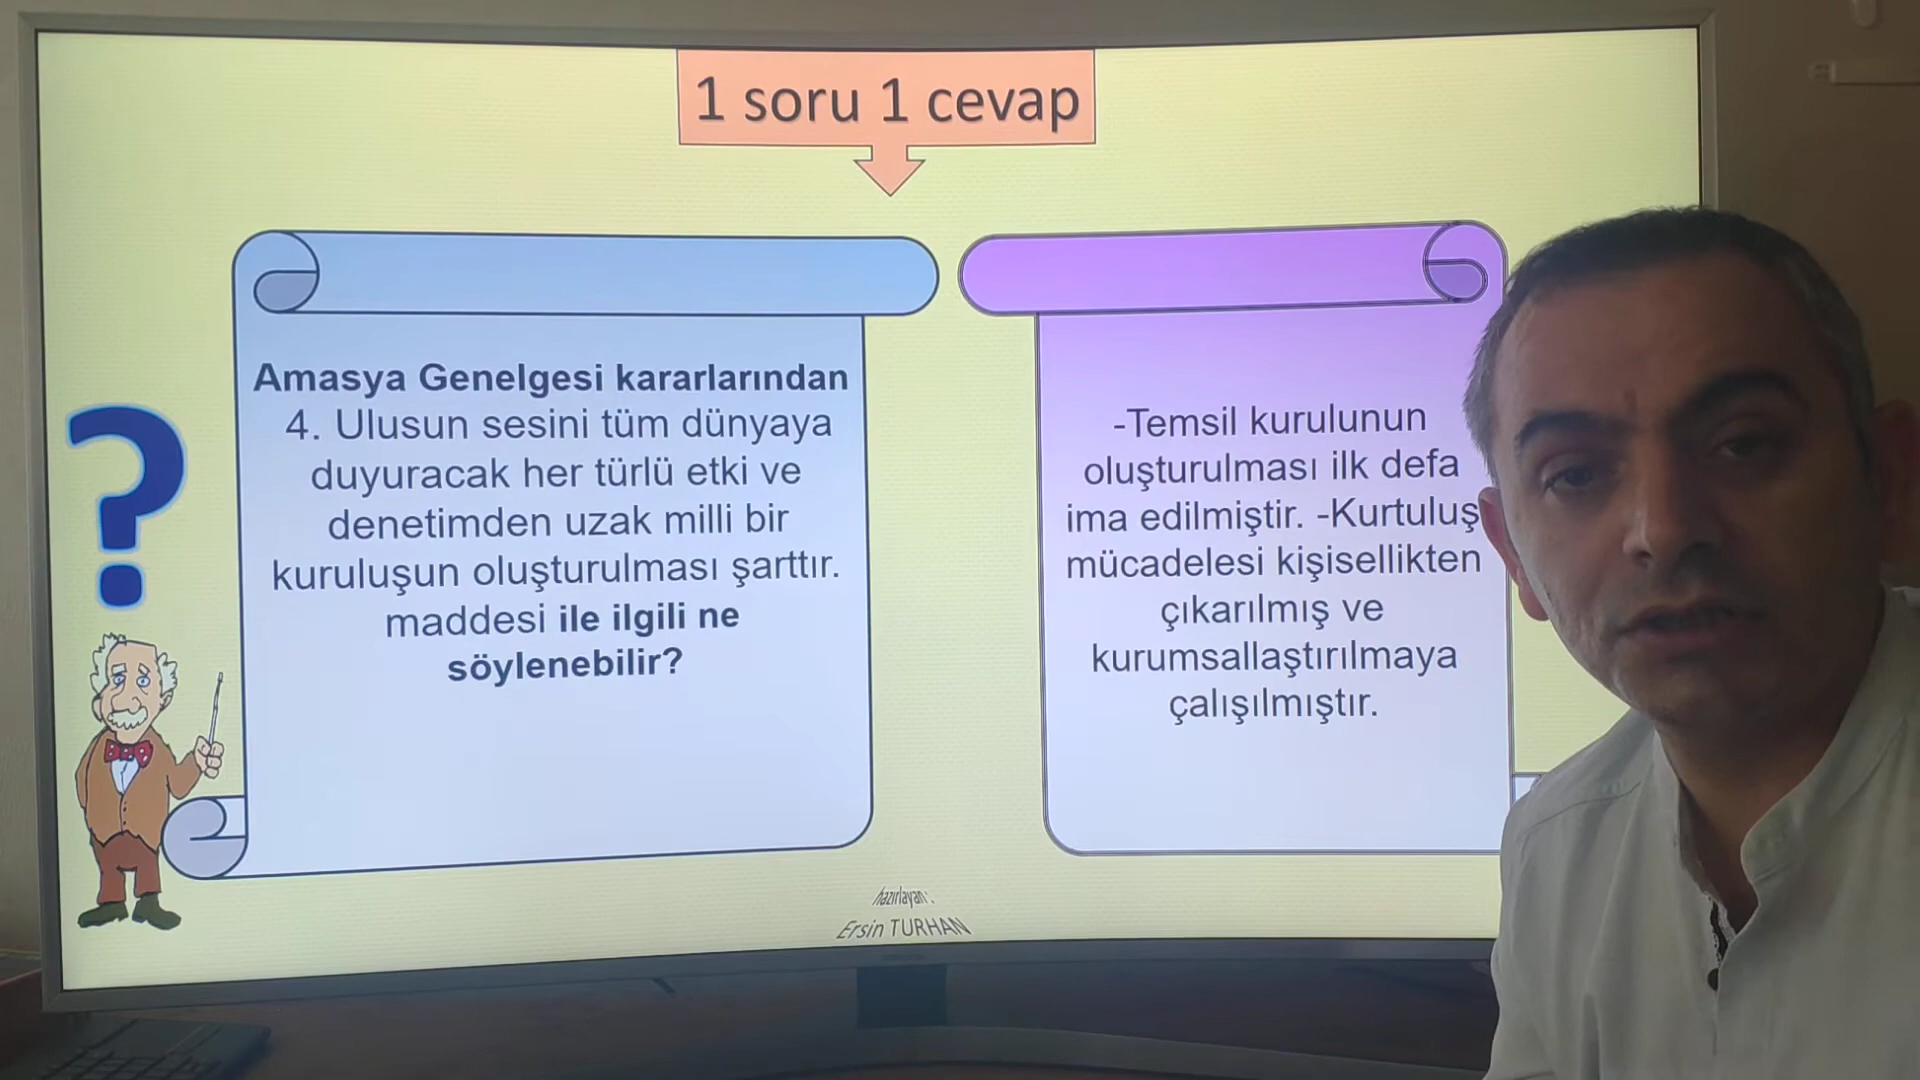 1 soru 1 cevap
Amasya Genelgesi kararlarından
4. Ulusun sesini tüm dünyaya
duyuracak her türlü etki ve
denetimden uzak milli bir
kuruluşun oluşturulması şarttır.
maddesi ile ilgili ne
söylenebilir?
-Temsil kurulunun
oluşturulması ilk defa
ima edilmiştir. -Kurtuluş
mücadelesi kişisellikten
çıkarılmış ve
kurumsallaştırılmaya
çalışılmıştır.
hazırlayan:
Ersin TURHAN